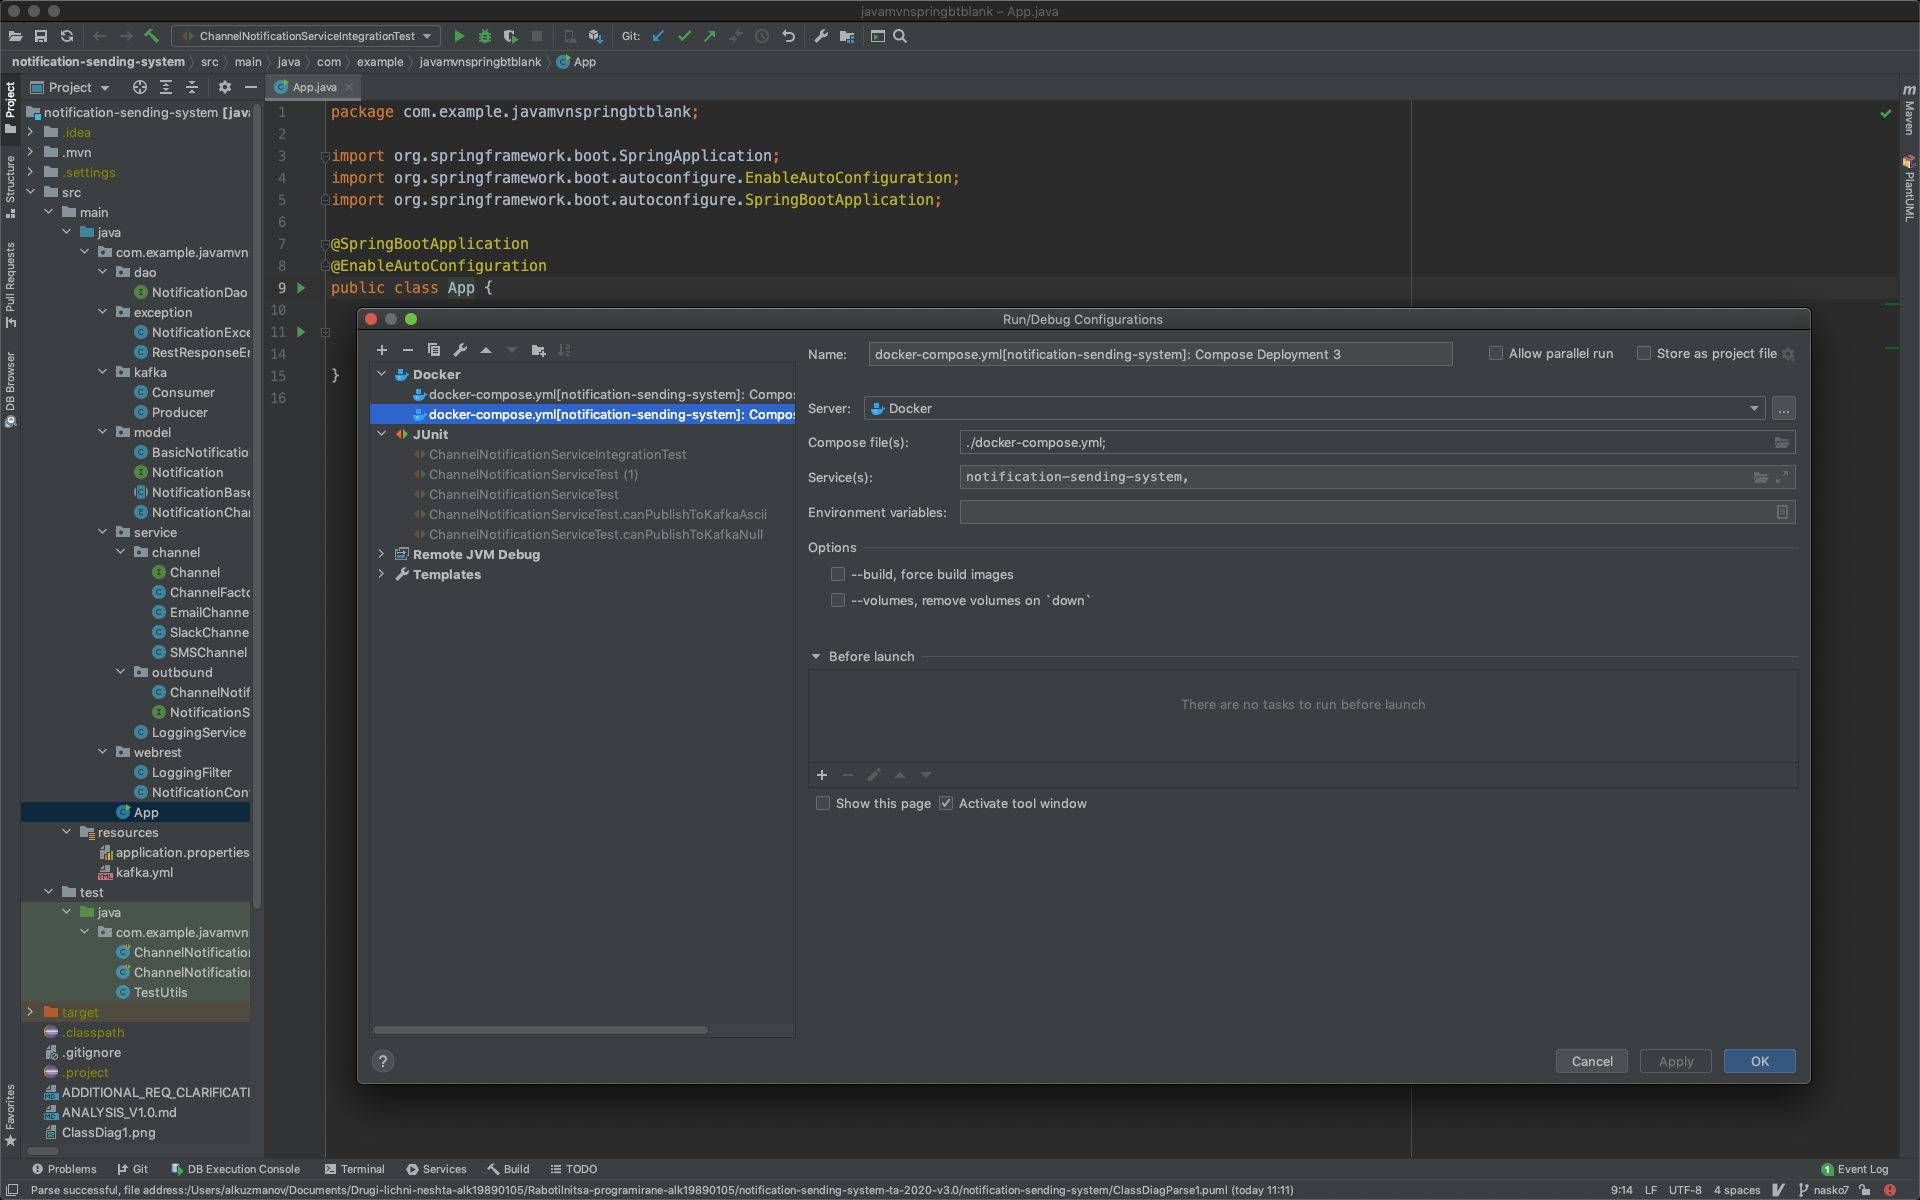 javamvnspringbtblank – App.java
ChannelNotificationServiceIntegrationTest
Git:
notification-sending-system
src
main
java
com
example
javamvnspringbtblank
App
Project
App.java
Project
Structure
Pull Requests
DB Browser
Favorites
Maven
PlantUML
notification-sending-system [java
.idea
.mvn
.settings
src
main
java
com.example.javamvn
dao
NotificationDao
exception
NotificationExce
RestResponseEr
kafka
Consumer
Producer
model
BasicNotificatio
Notification
NotificationBase
NotificationChan
service
channel
Channel
ChannelFacto
EmailChanne
SlackChanne
SMSChannel
outbound
ChannelNotif
NotificationS
LoggingService
webrest
LoggingFilter
NotificationCon
App
resources
application.properties
kafka.yml
test
java
com.example.javamvn
ChannelNotification
ChannelNotification
TestUtils
target
.classpath
.gitignore
.project
ADDITIONAL_REQ_CLARIFICATI
ANALYSIS_V1.0.md
ClassDiag1.png
1 package com.example.javamvnspringbtblank;
2
3 import org.springframework.boot.SpringApplication;
4 import org.springframework.boot.autoconfigure.EnableAutoConfiguration;
5 import org.springframework.boot.autoconfigure.SpringBootApplication;
6
7 @SpringBootApplication
8 @EnableAutoConfiguration
9 public class App {
10
11
14
15 }
16
Run/Debug Configurations
Docker
docker-compose.yml[notification-sending-system]: Compos
docker-compose.yml[notification-sending-system]: Compos
JUnit
ChannelNotificationServiceIntegrationTest
ChannelNotificationServiceTest (1)
ChannelNotificationServiceTest
ChannelNotificationServiceTest.canPublishToKafkaAscii
ChannelNotificationServiceTest.canPublishToKafkaNull
Remote JVM Debug
Templates
Name: docker-compose.yml[notification-sending-system]: Compose Deployment 3
Allow parallel run
Store as project file
Server: Docker
...
Compose file(s): ./docker-compose.yml;
Service(s): notification-sending-system,
Environment variables:
Options
--build, force build images
--volumes, remove volumes on `down`
Before launch
There are no tasks to run before launch
Show this page
Activate tool window
?
Cancel
Apply
OK
Problems
Git
DB Execution Console
Terminal
Services
Build
TODO
1 Event Log
Parse successful, file address:/Users/alkuzmanov/Documents/Drugi-lichni-neshta-alk19890105/Rabotilnitsa-programirane-alk19890105/notification-sending-system-ta-2020-v3.0/notification-sending-system/ClassDiagParse1.puml (today 11:11)
9:14
LF
UTF-8
4 spaces
nasko7